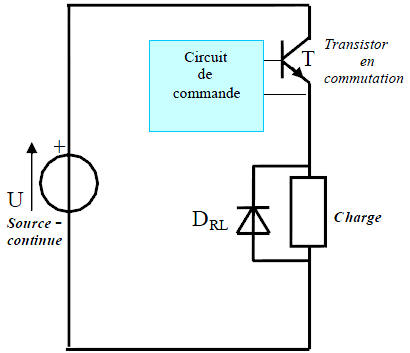 Circuit
de
commande
T
Transistor
en
commutation
+
U
Source -
continue
DRL
Charge